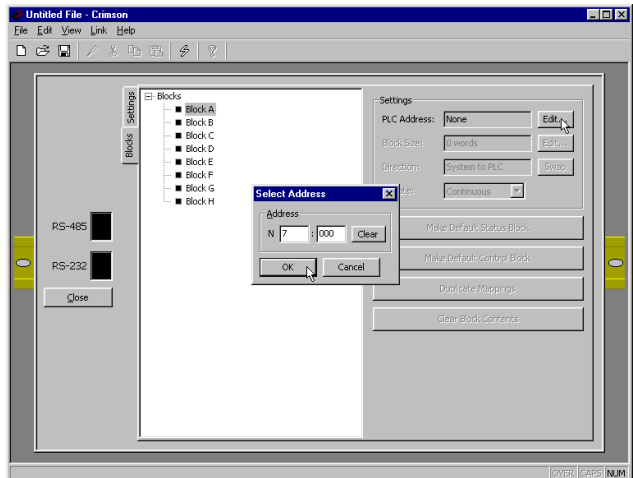 Untitled File - Crimson
File Edit View Link Help
Settings
Blocks
Blocks
Block A
Block B
Block C
Block D
Block E
Block F
Block G
Block H
RS-485
RS-232
Close
Settings
PLC Address: None Edit...
Block Size: 0 words Edit...
Direction: System to PLC Swap
Continuous
Make Default Status Block
Make Default Control Block
Duplicate Mappings
Clear Block Contents
Select Address
Address
N 7 : 000 Clear
OK Cancel
OVER CAPS NUM